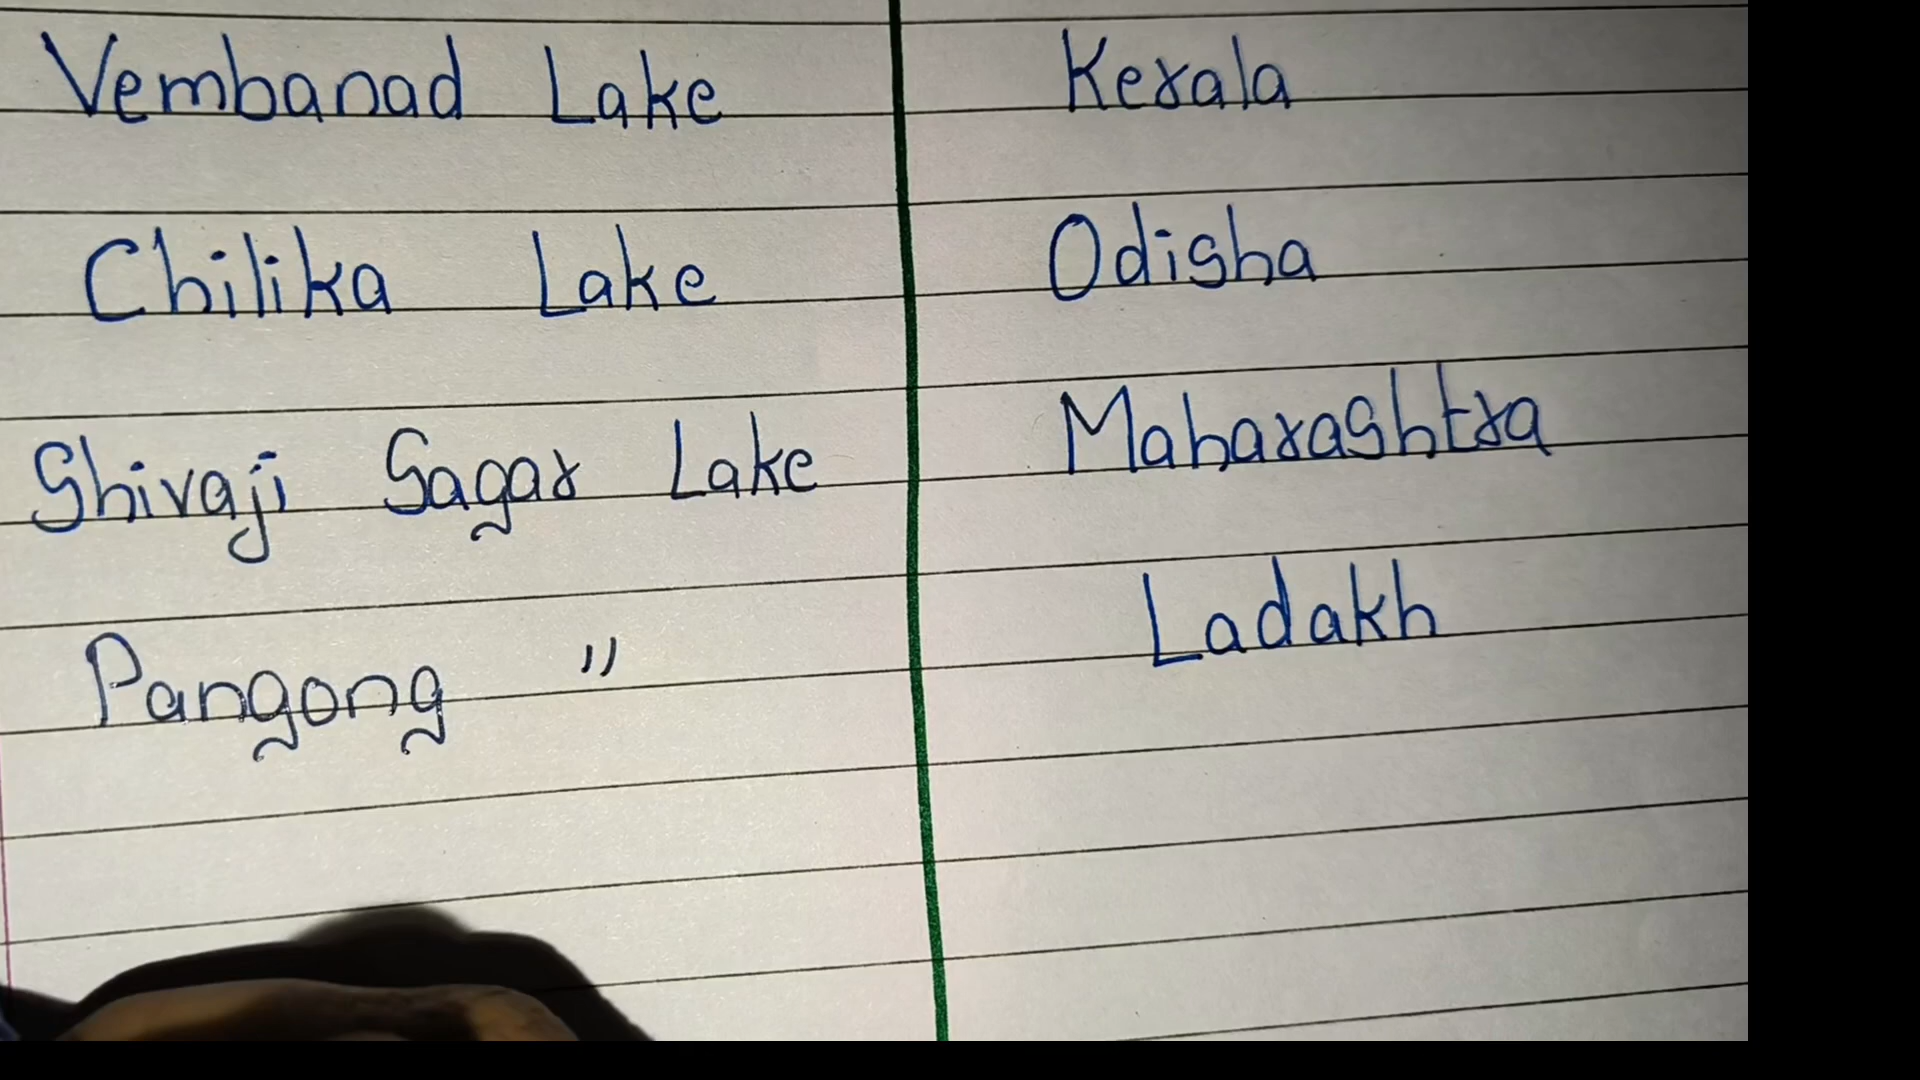 Vembanad Lake Kerala
Chilika Lake Odisha
Shivaji Sagar Lake Maharashtra
Pangong " Ladakh